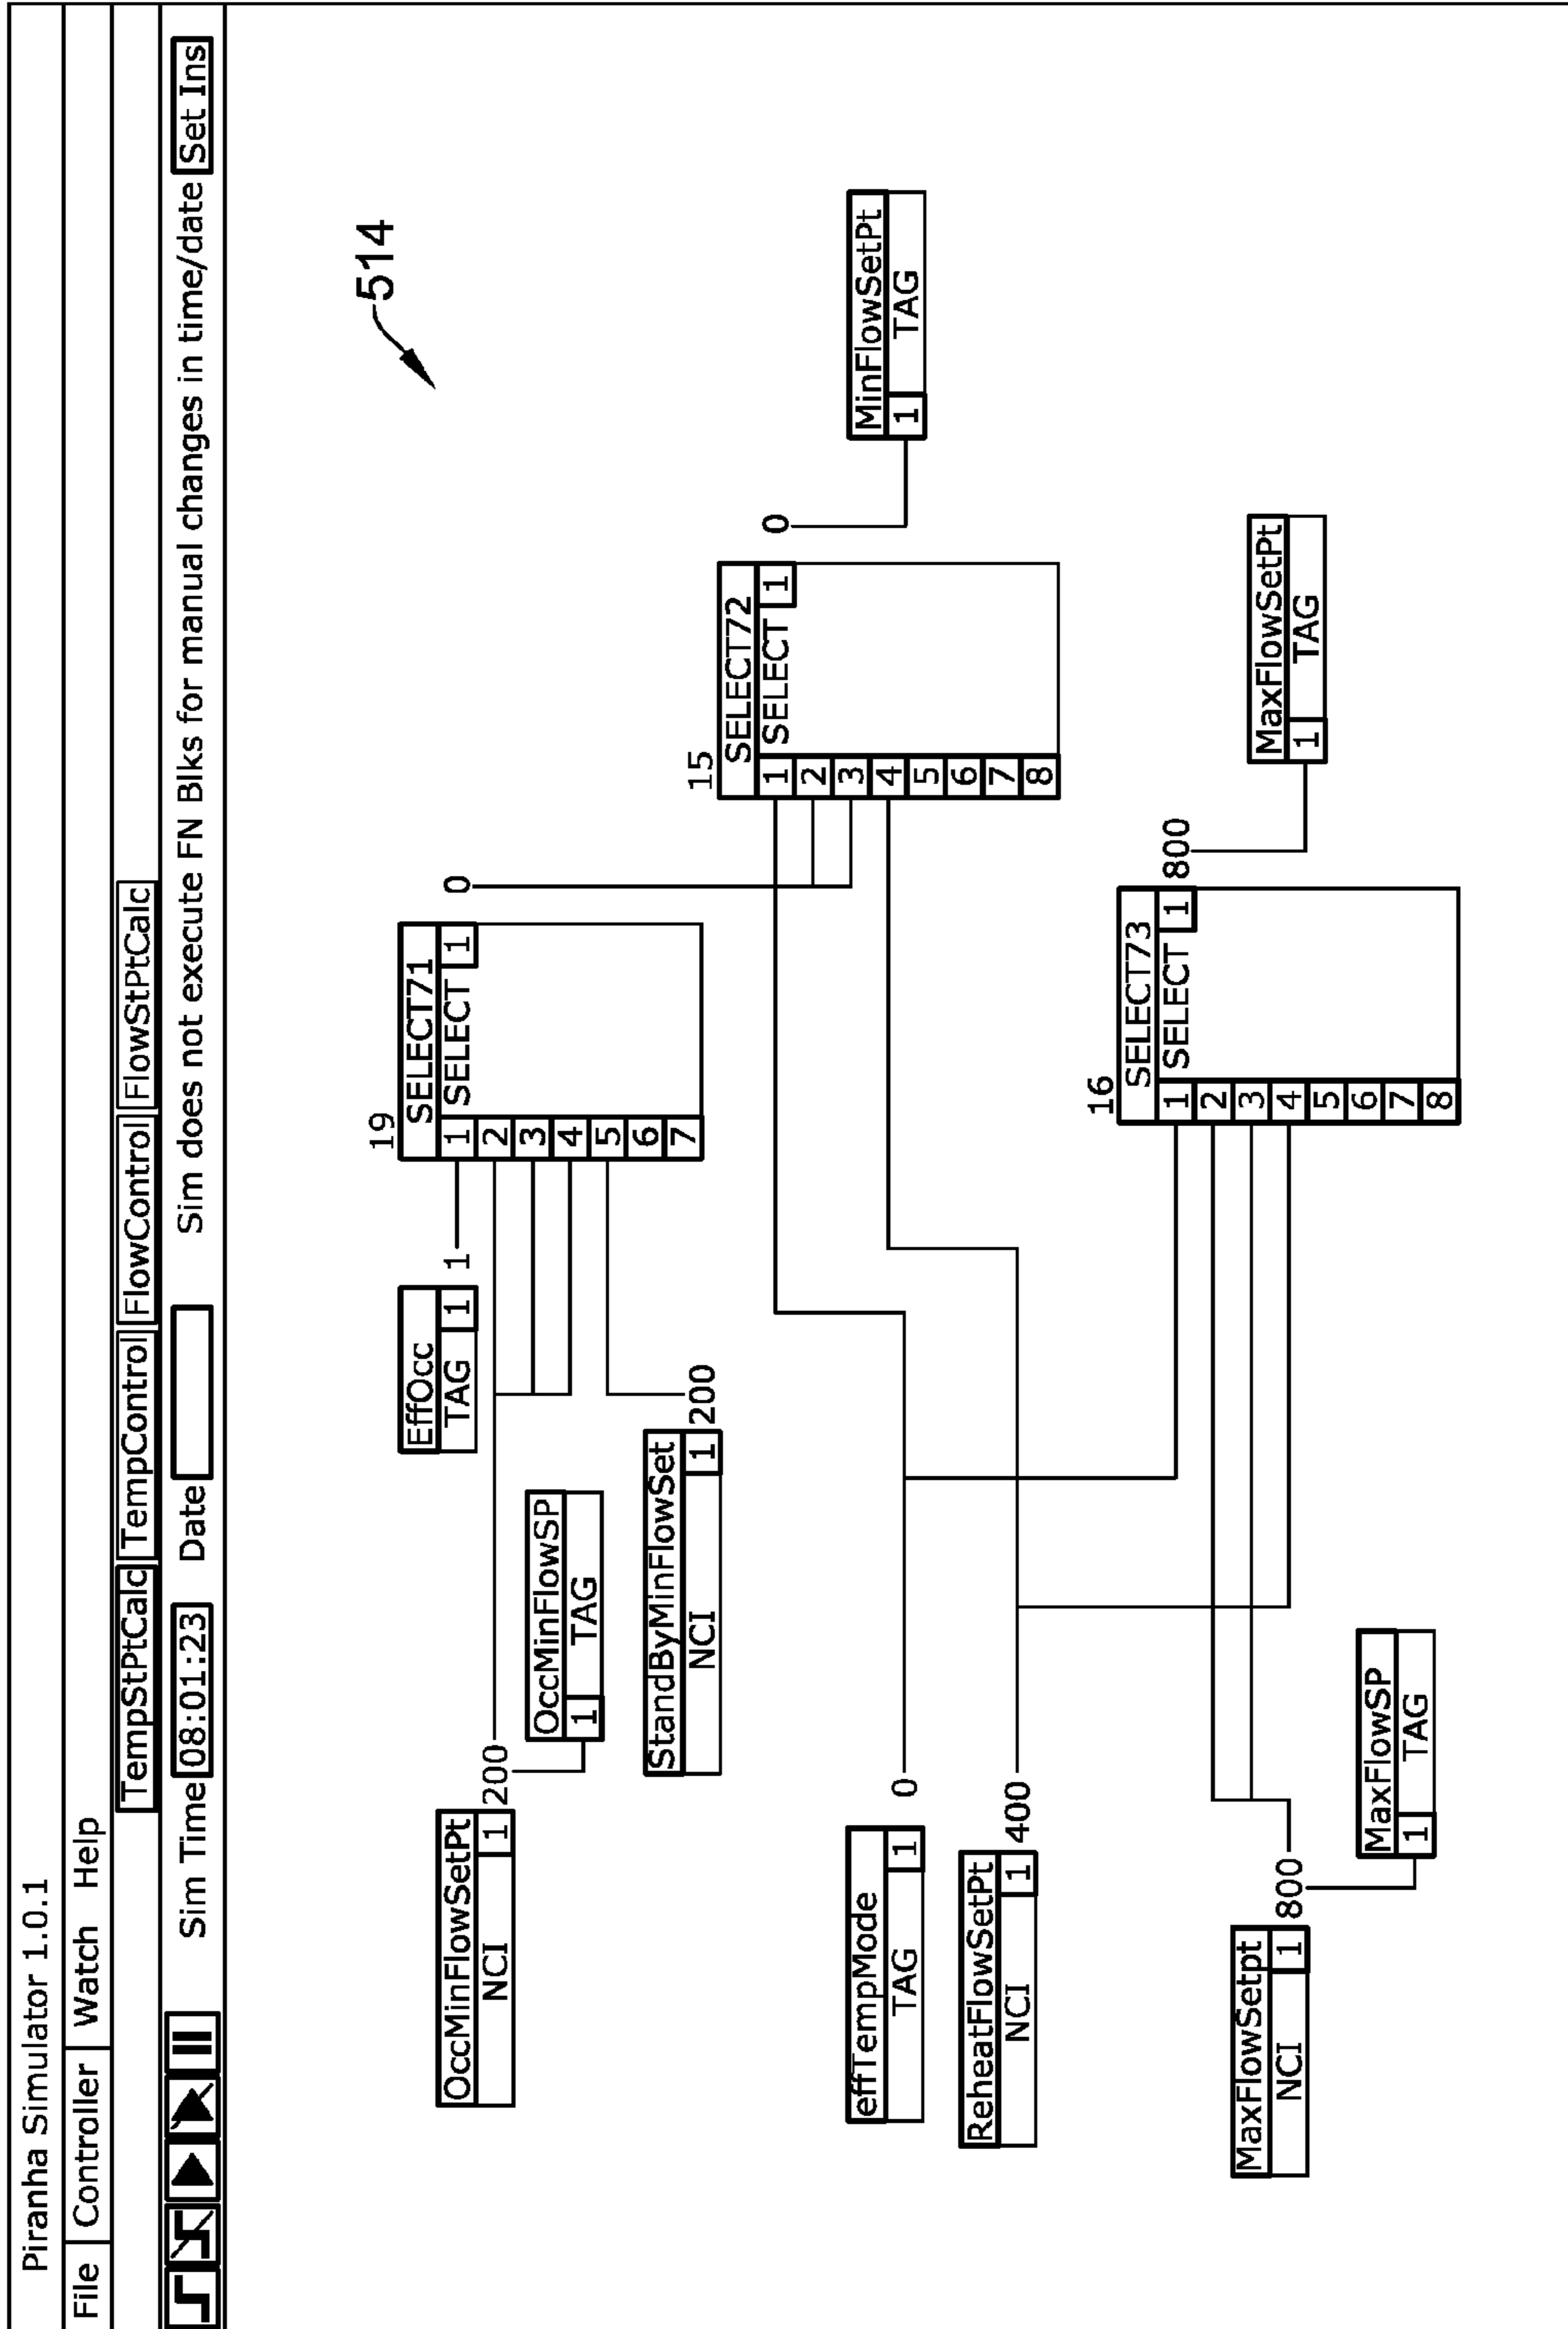 Piranha Simulator 1.0.1
File Controller Watch Help
TempStPtCalc TempControl FlowControl FlowStPtCalc
Sim Time 08:01:23 Date Sim does not execute FN Blks for manual changes in time/date Set Ins
514
OccMinFlowSetPt
NCI 1
200
OccMinFlowSP
1 TAG
EffOcc
TAG 1
1
StandByMinFlowSet
NCI 1
200
19
SELECT71
1 SELECT 1
2
3
4
5
6
7
0
15
SELECT72
1 SELECT 1
2
3
4
5
6
7
8
0
MinFlowSetPt
1 TAG
effTempMode
TAG 1
0
ReheatFlowSetPt
NCI 1
400
MaxFlowSetpt
NCI 1
800
MaxFlowSP
1 TAG
16
SELECT73
1 SELECT 1
2
3
4
5
6
7
8
800
MaxFlowSetPt
1 TAG